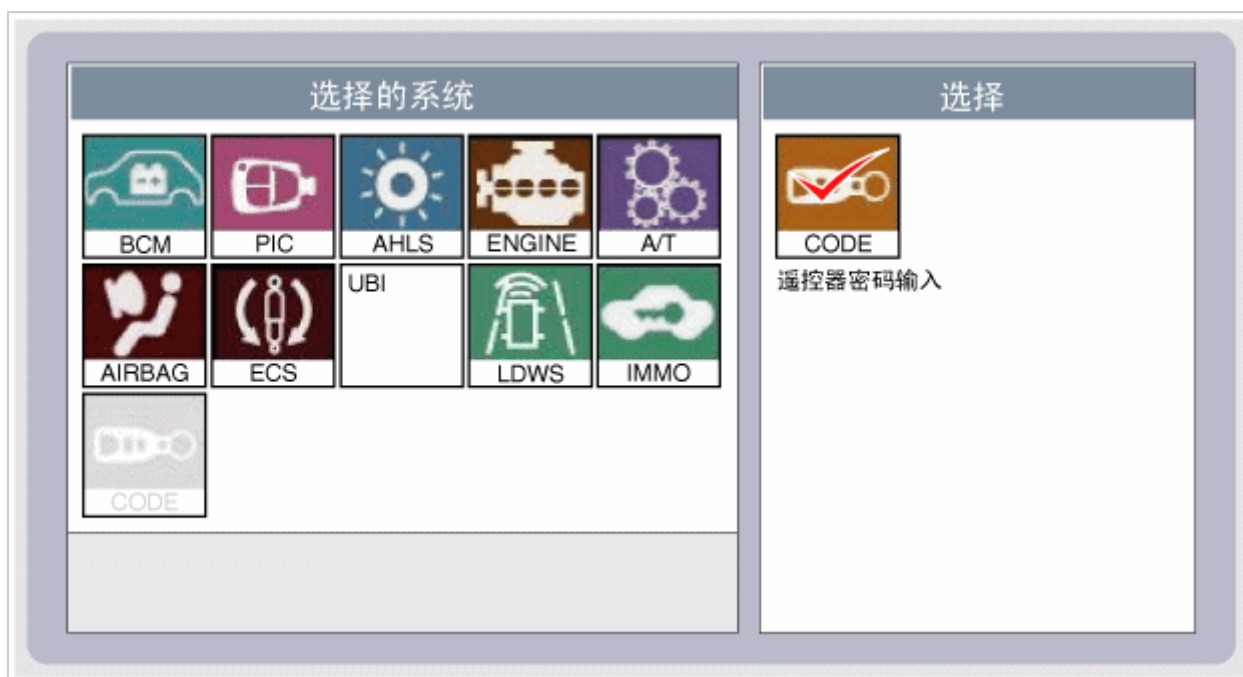 选择的系统
BCM
PIC
AHLS
ENGINE
A/T
AIRBAG
ECS
UBI
LDWS
IMMO
CODE
选择
CODE
遥控器密码输入